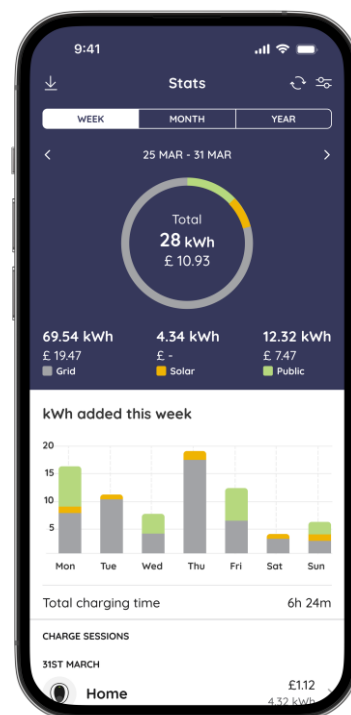 9:41
Stats
WEEK MONTH YEAR
25 MAR - 31 MAR
Total
28 kWh
£ 10.93
69.54 kWh 4.34 kWh 12.32 kWh
£ 19.47 £ - £ 7.47
Grid Solar Public
kWh added this week
20
15
10
5
Mon Tue Wed Thu Fri Sat Sun
Total charging time 6h 24m
CHARGE SESSIONS
31ST MARCH
Home £1.12
4.32 kWh